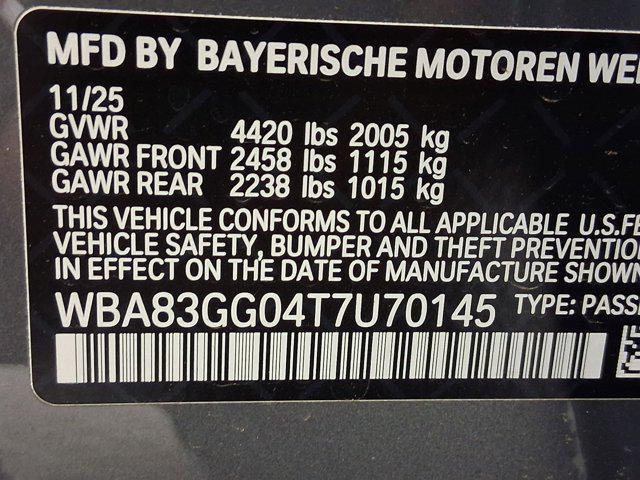 MFD BY BAYERISCHE MOTOREN
11/25
GVWR 4420 lbs 2005 kg
GAWR FRONT 2458 lbs 1115 kg
GAWR REAR 2238 lbs 1015 kg
THIS VEHICLE CONFORMS TO ALL APPLICABLE U.S.FE
VEHICLE SAFETY, BUMPER AND THEFT PREVENTION
IN EFFECT ON THE DATE OF MANUFACTURE SHOWN
WBA83GG04T7U70145 TYPE: PASSE